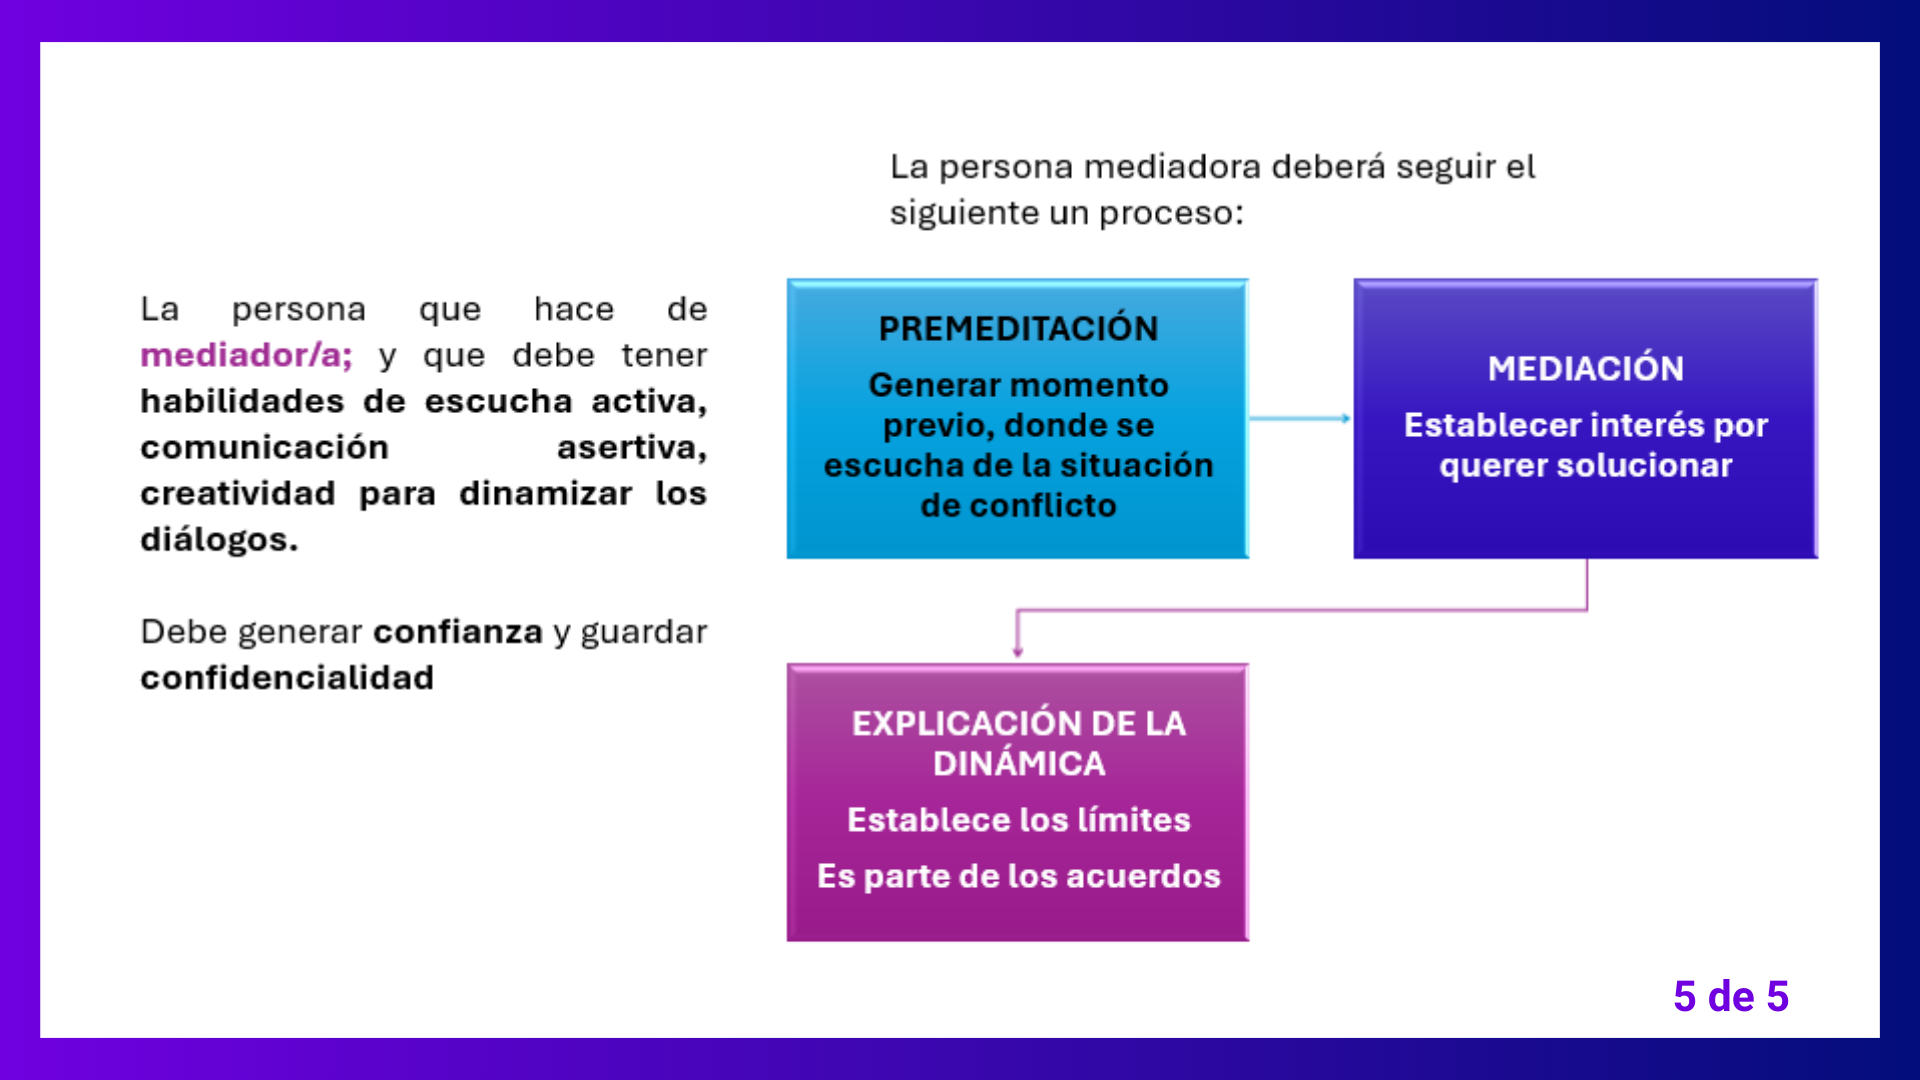 La persona que hace de
mediador/a; y que debe tener
habilidades de escucha activa,
comunicación asertiva,
creatividad para dinamizar los
diálogos.
Debe generar confianza y guardar
confidencialidad
La persona mediadora deberá seguir el
siguiente un proceso:
PREMEDITACIÓN
Generar momento
previo, donde se
escucha de la situación
de conflicto
MEDIACIÓN
Establecer interés por
querer solucionar
EXPLICACIÓN DE LA
DINÁMICA
Establece los límites
Es parte de los acuerdos
5 de 5